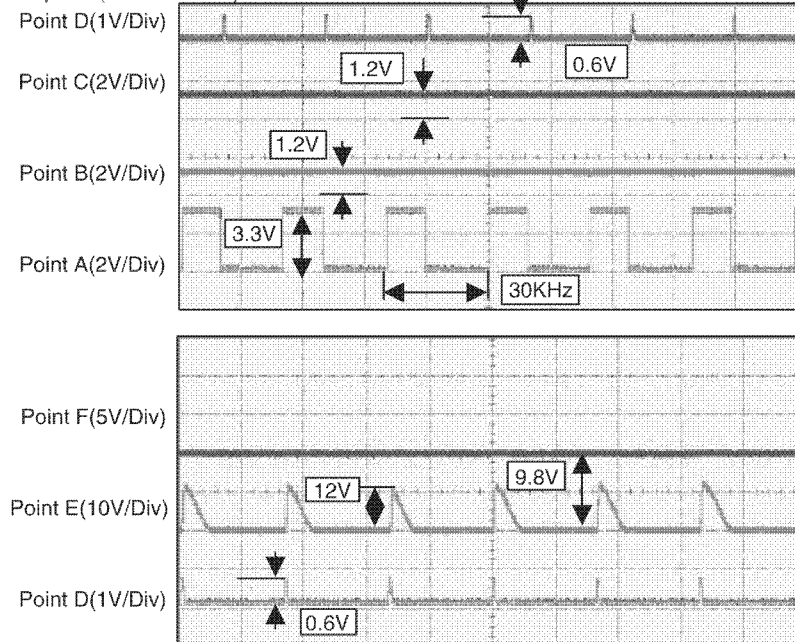 Point D(1V/Div)
0.6V
Point C(2V/Div)
1.2V
1.2V
Point B(2V/Div)
3.3V
Point A(2V/Div)
30KHz
Point F(5V/Div)
9.8V
12V
Point E(10V/Div)
Point D(1V/Div)
0.6V